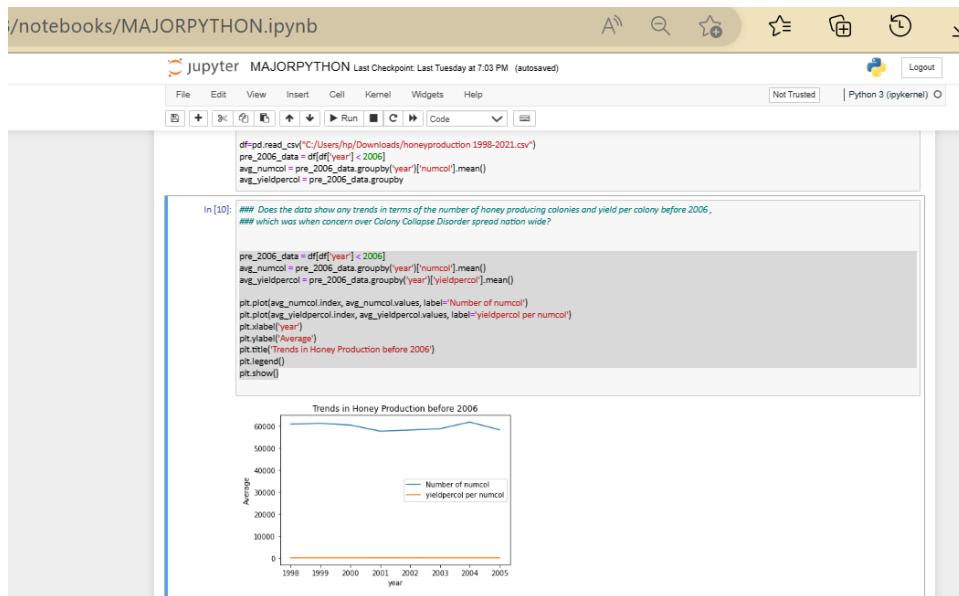 3/notebooks/MAJORPYTHON.ipynb
jupyter MAJORPYTHON Last Checkpoint: Last Tuesday at 7:03 PM (autosaved)
Logout
File Edit View Insert Cell Kernel Widgets Help
Not Trusted
Python 3 (ipykernel)
Run
Code
df=pd.read_csv("C:/Users/hp/Downloads/honeyproduction 1998-2021.csv")
pre_2006_data = df[df['year'] < 2006]
avg_numcol = pre_2006_data.groupby('year')['numcol'].mean()
avg_yieldpercol = pre_2006_data.groupby
In [10]:
### Does the data show any trends in terms of the number of honey producing colonies and yield per colony before 2006 ,
### which was when concern over Colony Collapse Disorder spread nation wide?
pre_2006_data = df[df['year'] < 2006]
avg_numcol = pre_2006_data.groupby('year')['numcol'].mean()
avg_yieldpercol = pre_2006_data.groupby('year')['yieldpercol'].mean()
plt.plot(avg_numcol.index, avg_numcol.values, label='Number of numcol')
plt.plot(avg_yieldpercol.index, avg_yieldpercol.values, label='yieldpercol per numcol')
plt.xlabel('year')
plt.ylabel('Average')
plt.title('Trends in Honey Production before 2006')
plt.legend()
plt.show()
Trends in Honey Production before 2006
60000
50000
40000
30000
20000
10000
0
Average
Number of numcol
yieldpercol per numcol
1998 1999 2000 2001 2002 2003 2004 2005
year